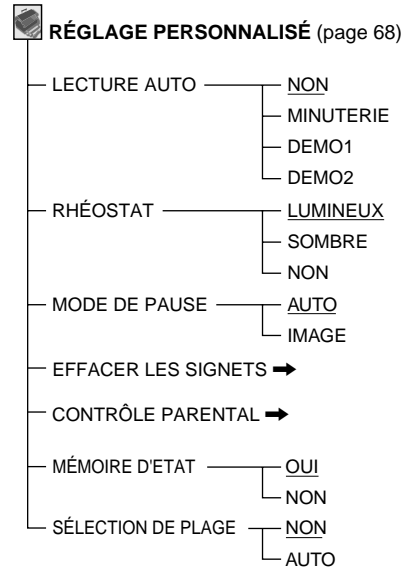 RÉGLAGE PERSONNALISÉ (page 68)
LECTURE AUTO NON
MINUTERIE
DEMO1
DEMO2
RHÉOSTAT LUMINEUX
SOMBRE
NON
MODE DE PAUSE AUTO
IMAGE
EFFACER LES SIGNETS ➡
CONTRÔLE PARENTAL ➡
MÉMOIRE D'ETAT OUI
NON
SÉLECTION DE PLAGE NON
AUTO